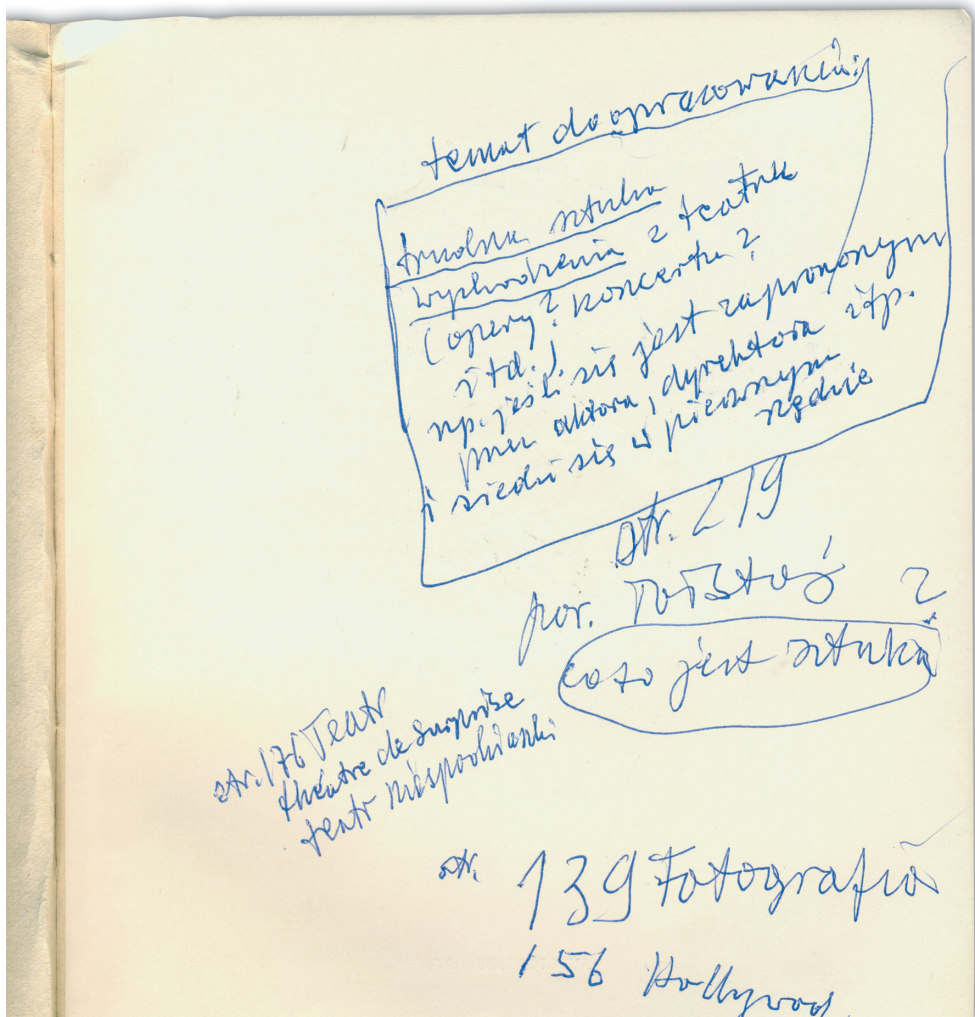 temat do opracowania:
trudna sztuka
wychodzenia z teatru
(opery? koncertu?
itd.)
np. jeśli się jest zaproszonym
przez aktora, dyrektora itp.
i siedzi się w pierwszym
rzędzie
str. 219
por. Tołstoj ?
co to jest sztuka
str. 176 Teatr
théâtre de surprise
teatr niespodzianki
str. 139 Fotografia
156 Hollywood